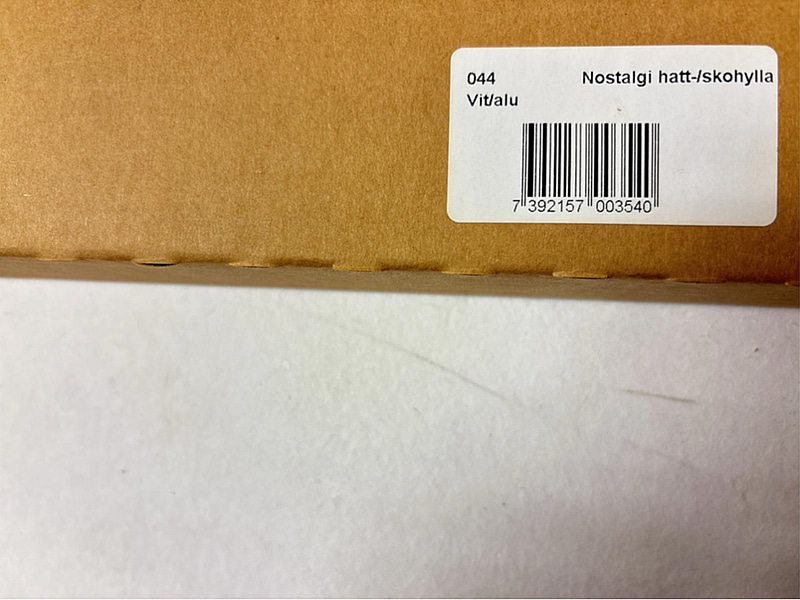 044 Nostalgi hatt-/skohylla
Vit/alu
7 392157 003540